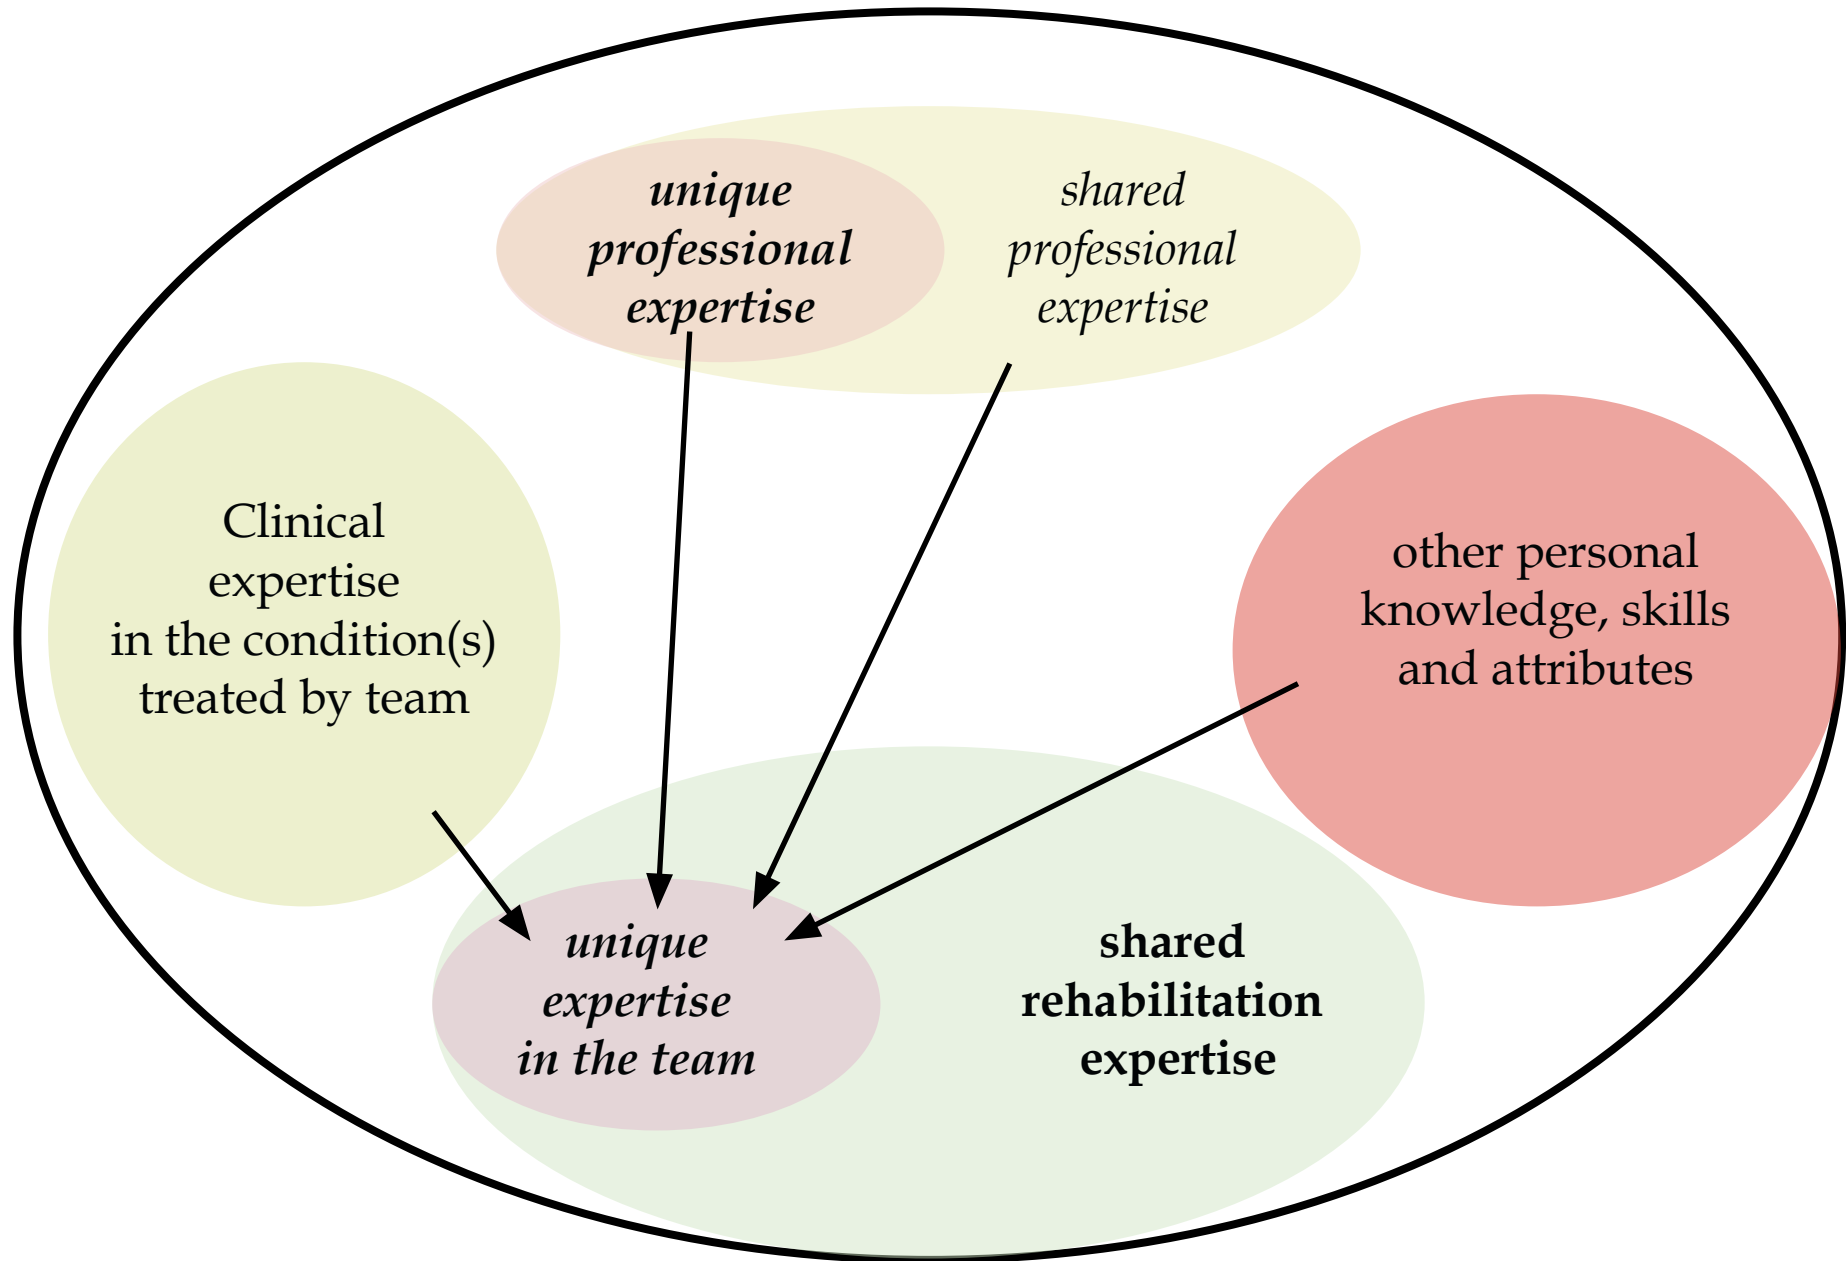 unique
professional
expertise
shared
professional
expertise
Clinical
expertise
in the condition(s)
treated by team
other personal
knowledge, skills
and attributes
unique
expertise
in the team
shared
rehabilitation
expertise